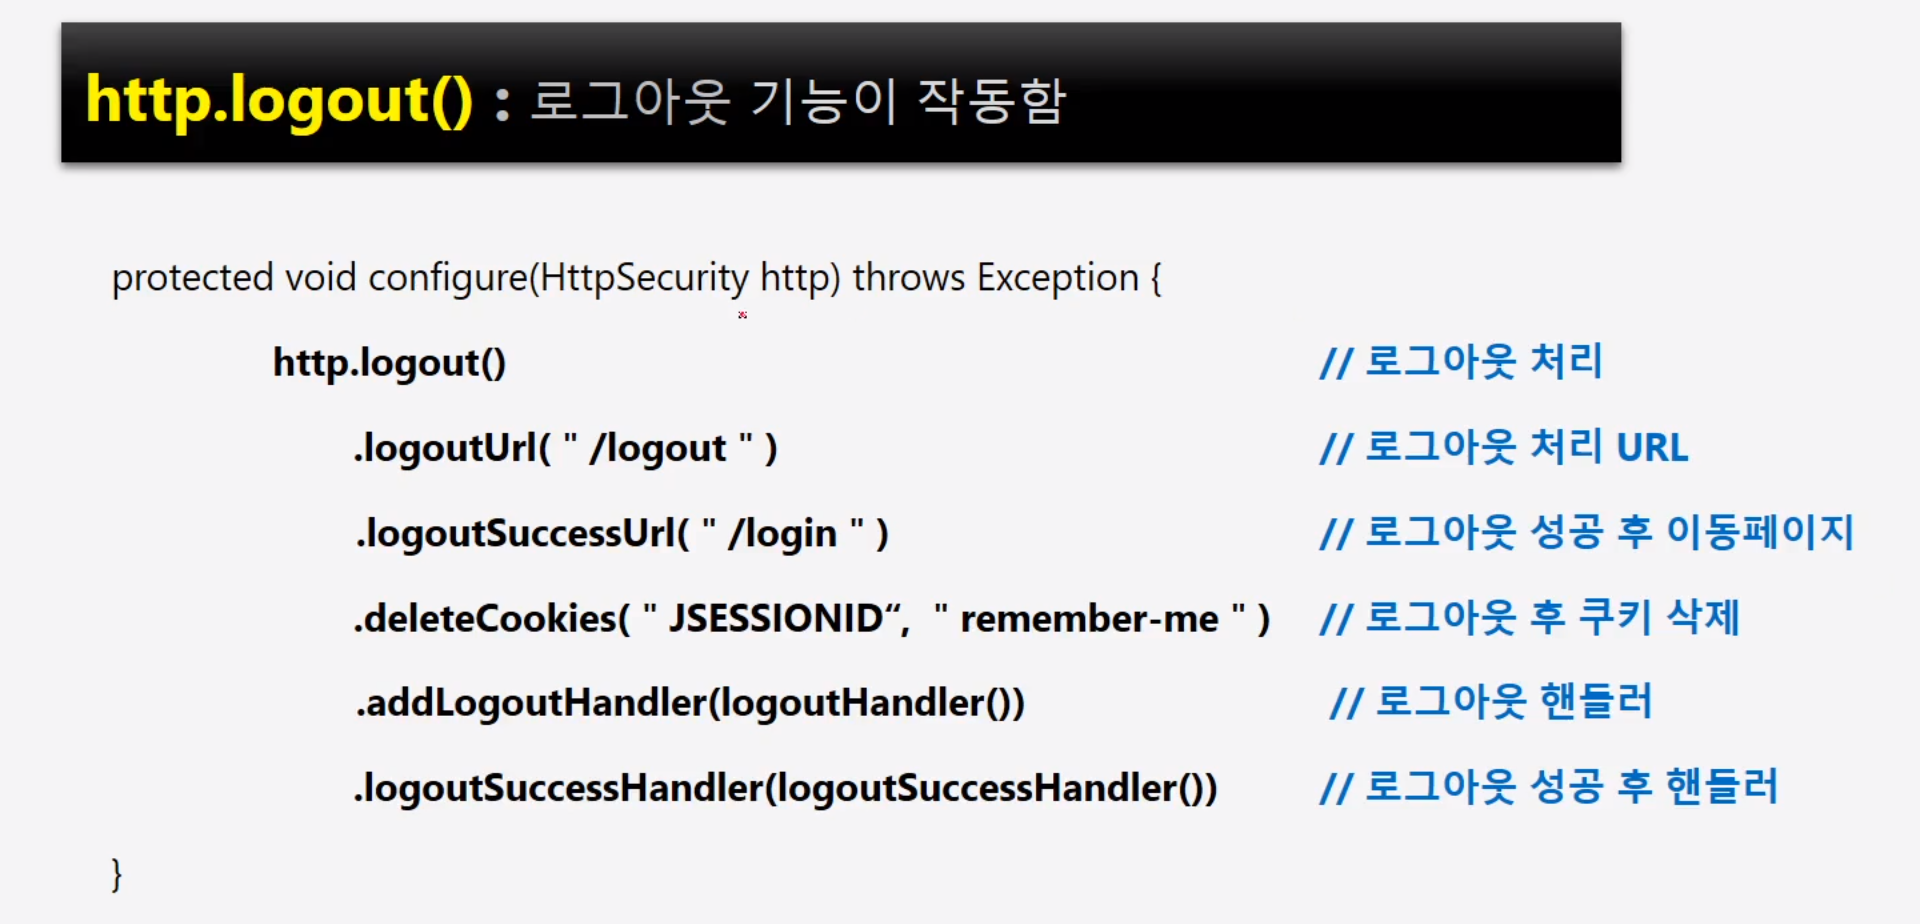 http.logout() : 로그아웃 기능이 작동함
protected void configure(HttpSecurity http) throws Exception {
http.logout() // 로그아웃 처리
.logoutUrl( " /logout " ) // 로그아웃 처리 URL
.logoutSuccessUrl( " /login " ) // 로그아웃 성공 후 이동페이지
.deleteCookies( " JSESSIONID“, " remember-me " ) // 로그아웃 후 쿠키 삭제
.addLogoutHandler(logoutHandler()) // 로그아웃 핸들러
.logoutSuccessHandler(logoutSuccessHandler()) // 로그아웃 성공 후 핸들러
}